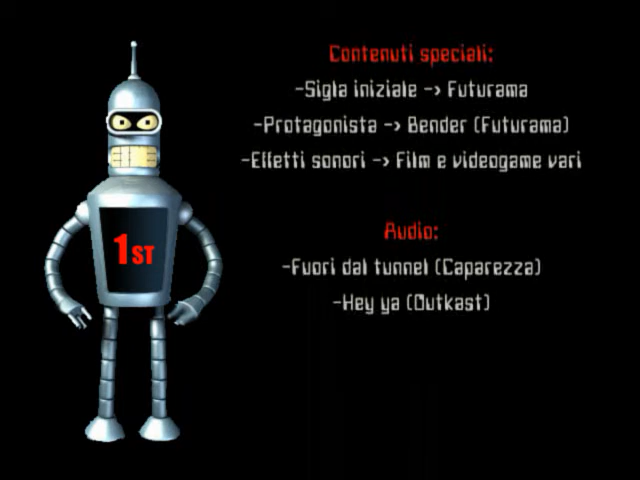 Contenuti speciali:
-Sigla iniziale -> Futurama
-Protagonista -> Bender (Futurama)
-Effetti sonori -> Film e videogame vari
1ST
Audio:
-Fuori dal tunnel (Caparezza)
-Hey ya (Outkast)